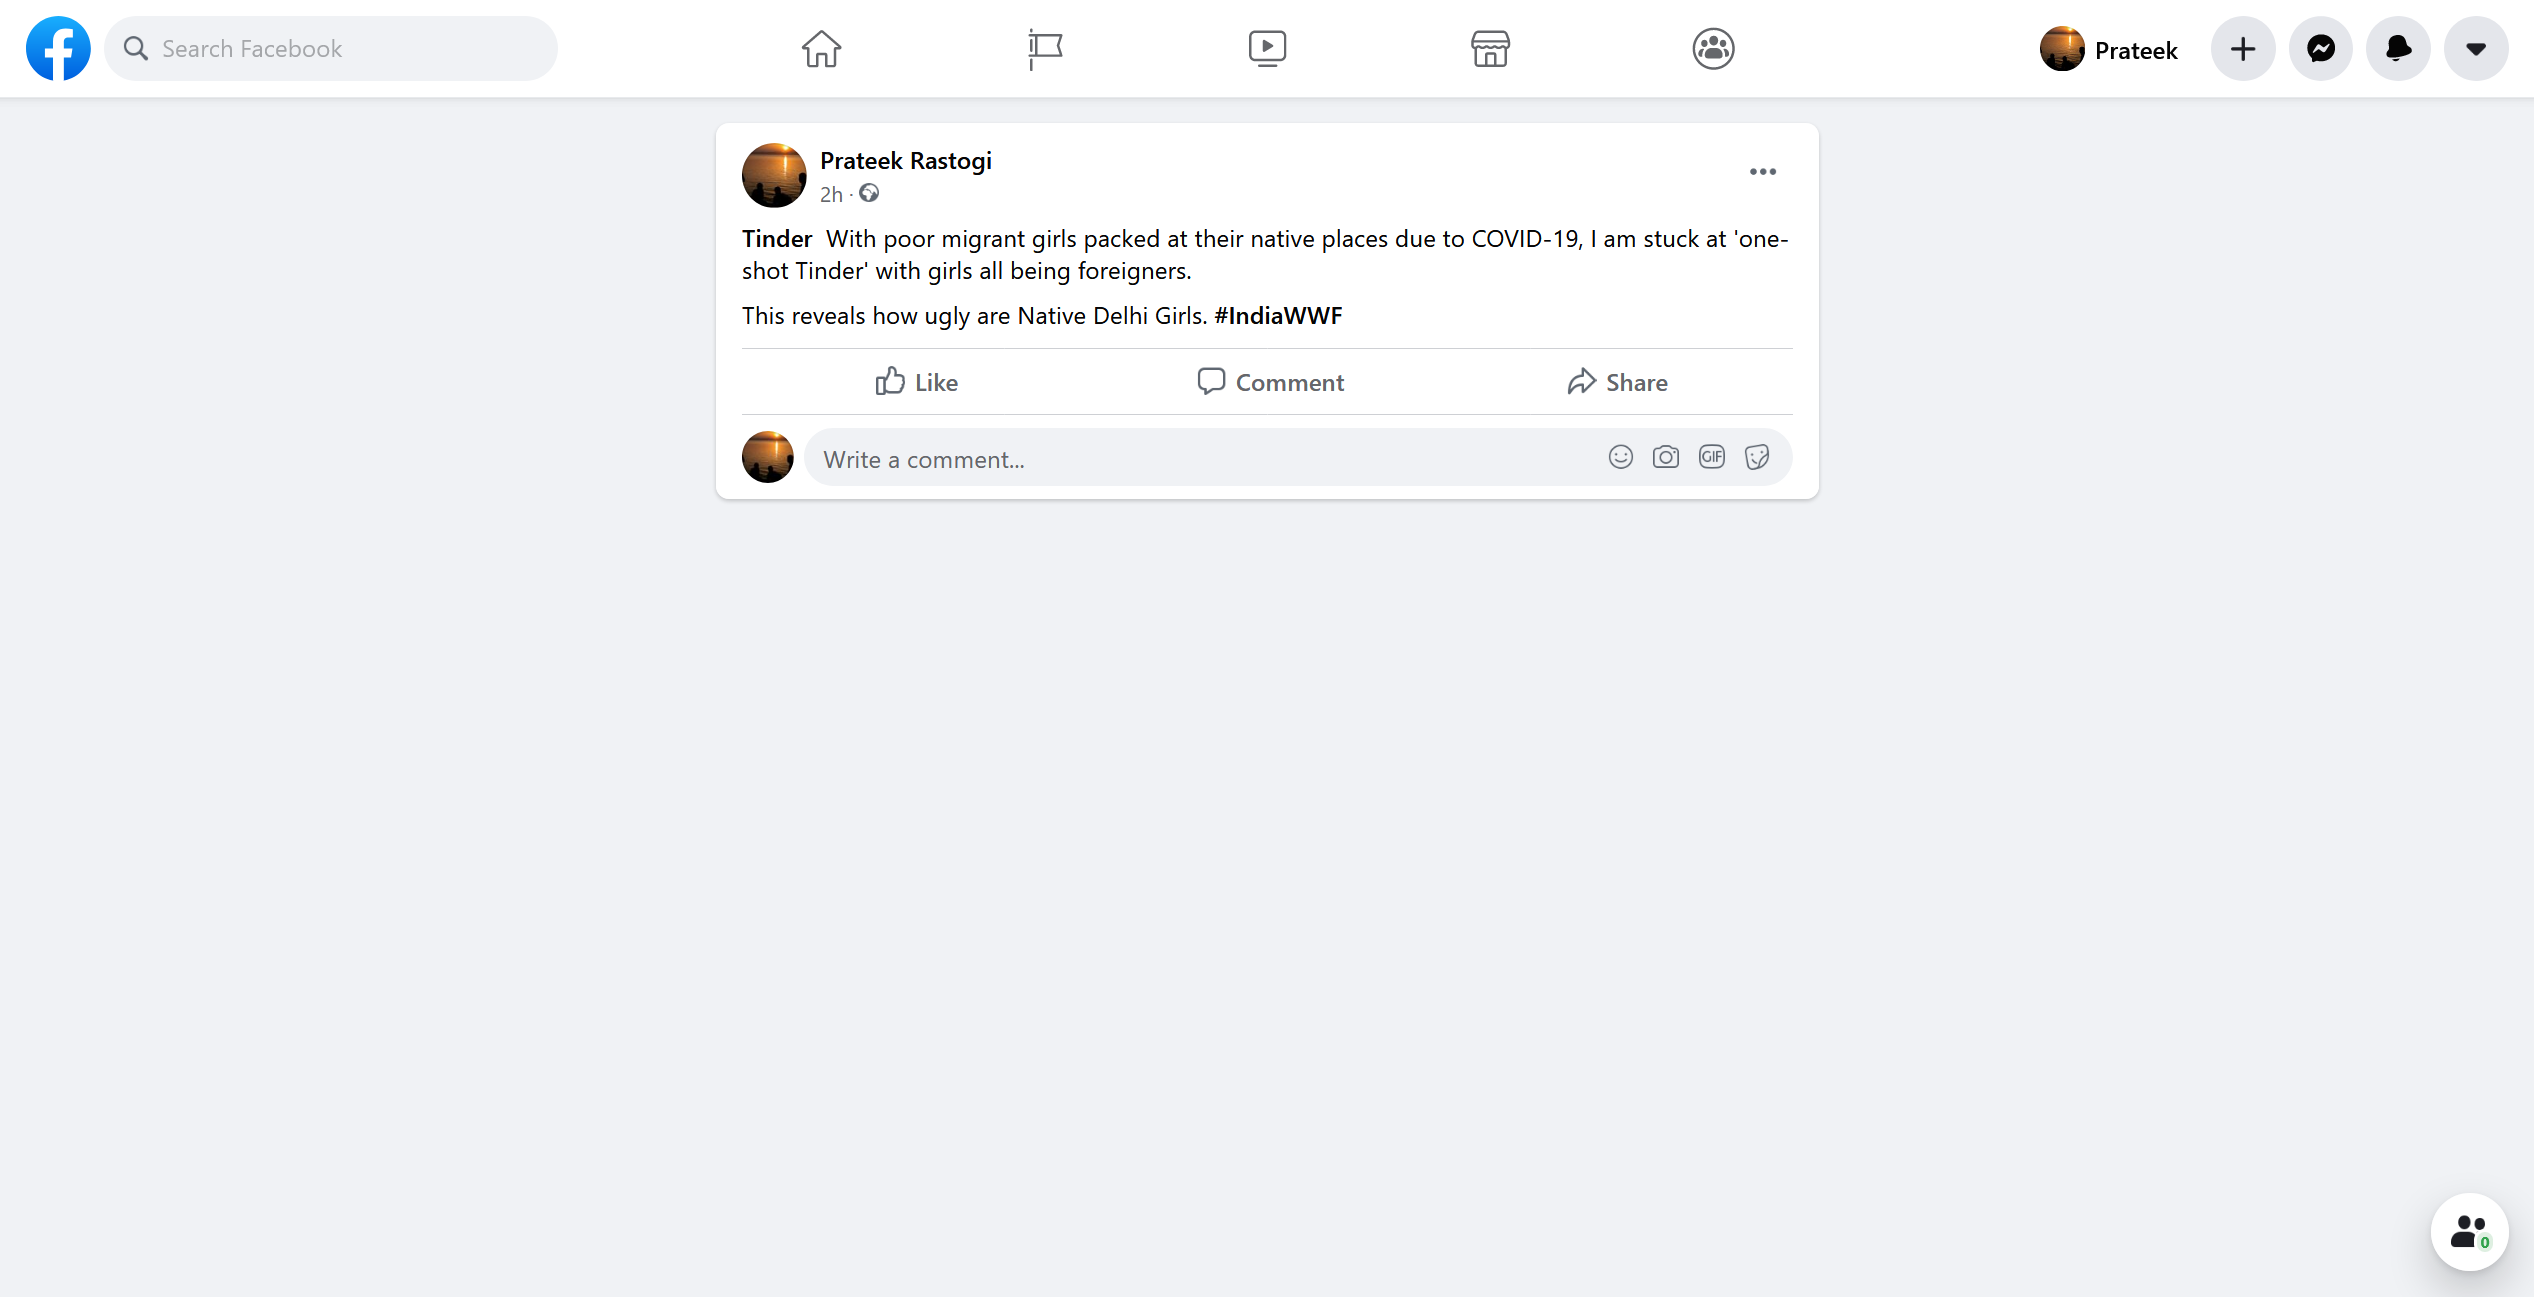 Search Facebook
Prateek
Prateek Rastogi
2h ·
Tinder With poor migrant girls packed at their native places due to COVID-19, I am stuck at 'one-
shot Tinder' with girls all being foreigners.
This reveals how ugly are Native Delhi Girls. #IndiaWWF
Like
Comment
Share
Write a comment...
GIF
0